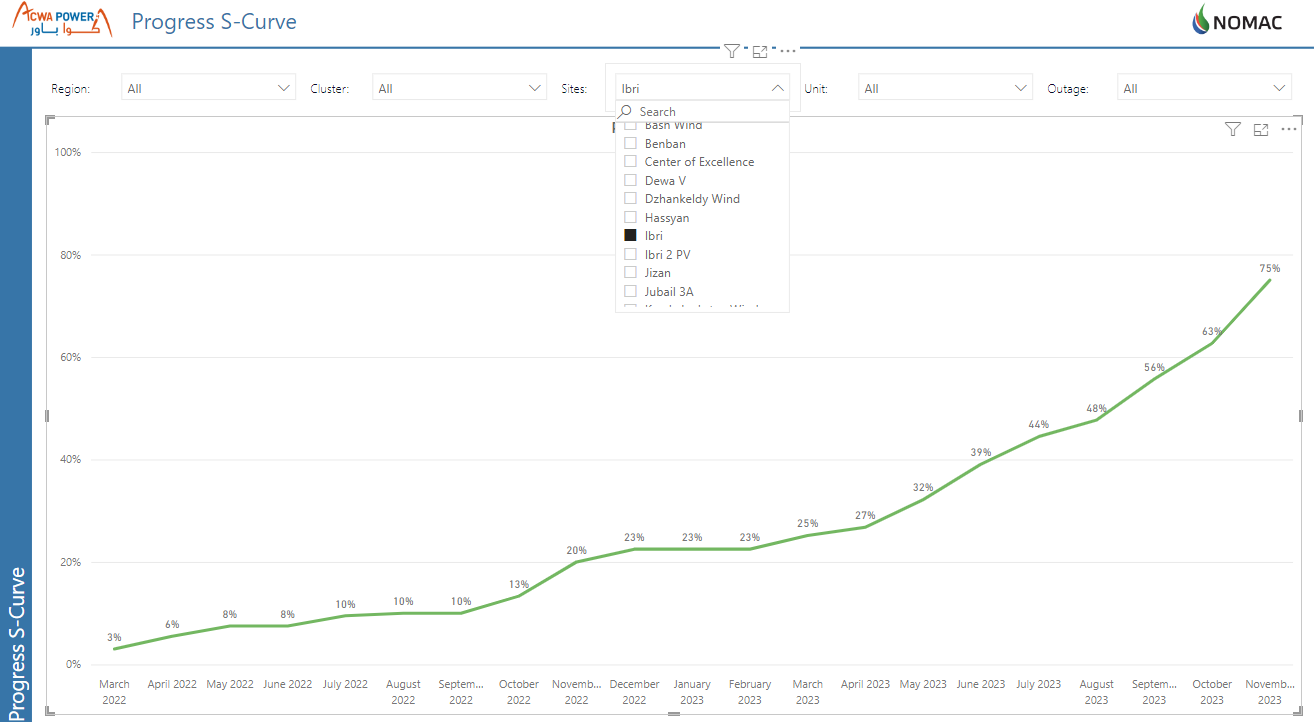 ACWA POWER
أكوا باور
Progress S-Curve
NOMAC
Region:
All
Cluster:
All
Sites:
Ibri
Unit:
All
Outage:
All
Search
Bash Wind
Benban
Center of Excellence
Dewa V
Dzhankeldy Wind
Hassyan
Ibri
Ibri 2 PV
Jizan
Jubail 3A
100%
80%
60%
40%
20%
0%
3%
6%
8%
8%
10%
10%
10%
13%
20%
23%
23%
23%
25%
27%
32%
39%
44%
48%
56%
63%
75%
March 2022
April 2022
May 2022
June 2022
July 2022
August 2022
Septem... 2022
October 2022
Novemb... 2022
December 2022
January 2023
February 2023
March 2023
April 2023
May 2023
June 2023
July 2023
August 2023
Septem... 2023
October 2023
Novemb... 2023
Progress S-Curve